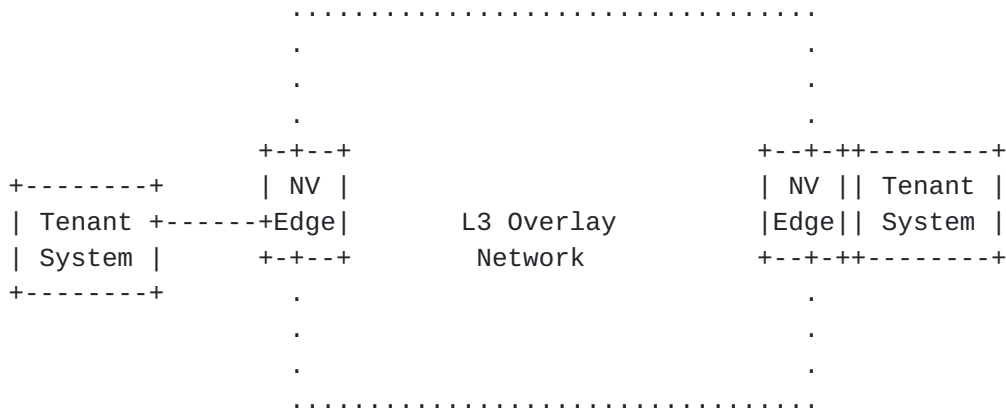 ..................................
. .
. .
. .
+-+--+ +--+-++--------+
+--------+ | NV | | NV || Tenant |
| Tenant +------+Edge| L3 Overlay |Edge|| System |
| System | +-+--+ Network +--+-++--------+
+--------+ . .
. .
. .
..................................